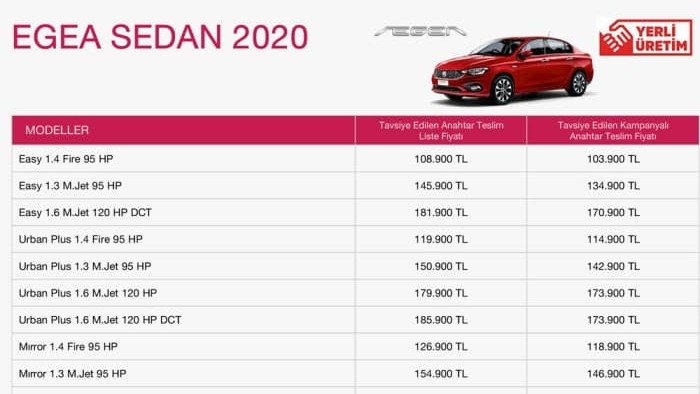 EGEA SEDAN 2020
EGEA
YERLİ
ÜRETİM
MODELLER
Tavsiye Edilen Anahtar Teslim
Liste Fiyatı
Tavsiye Edilen Kampanyalı
Anahtar Teslim Fiyatı
Easy 1.4 Fire 95 HP 108.900 TL 103.900 TL
Easy 1.3 M.Jet 95 HP 145.900 TL 134.900 TL
Easy 1.6 M.Jet 120 HP DCT 181.900 TL 170.900 TL
Urban Plus 1.4 Fire 95 HP 119.900 TL 114.900 TL
Urban Plus 1.3 M.Jet 95 HP 150.900 TL 142.900 TL
Urban Plus 1.6 M.Jet 120 HP 179.900 TL 173.900 TL
Urban Plus 1.6 M.Jet 120 HP DCT 185.900 TL 173.900 TL
Mırror 1.4 Fire 95 HP 126.900 TL 118.900 TL
Mırror 1.3 M.Jet 95 HP 154.900 TL 146.900 TL